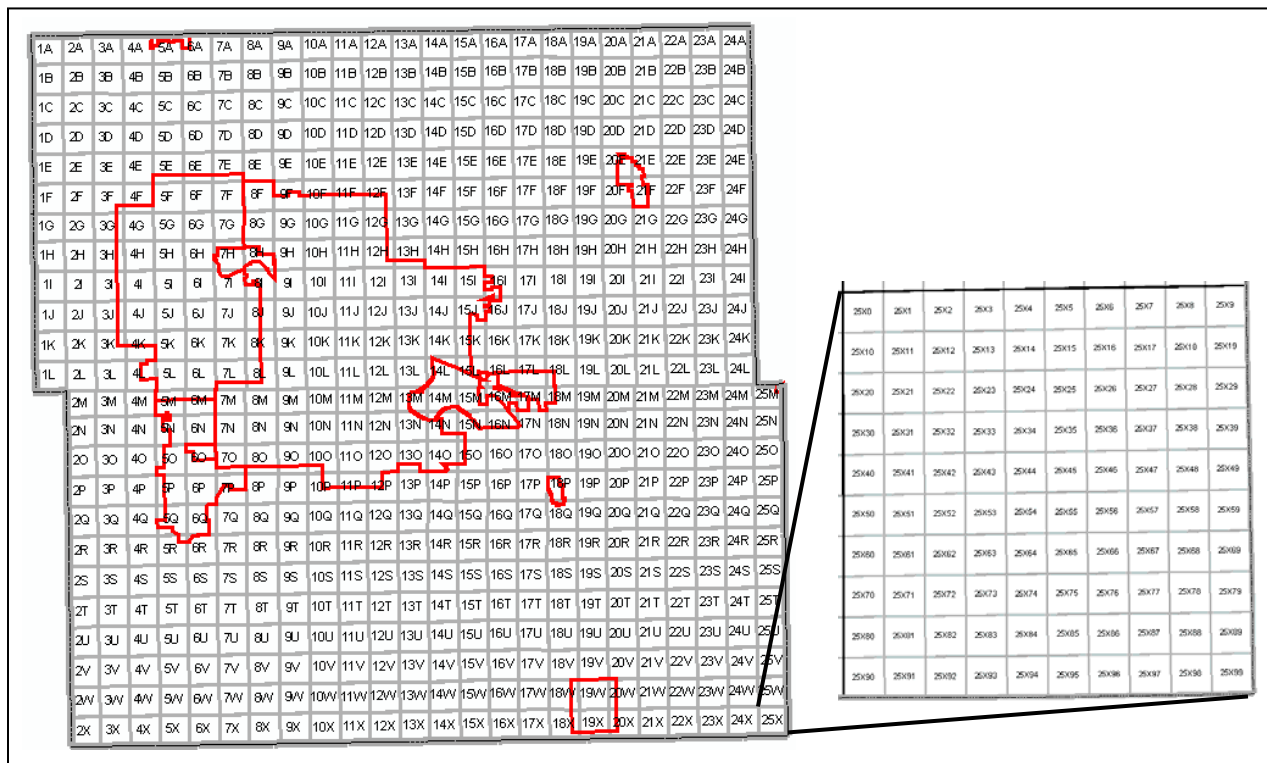 1A 2A 3A 4A 5A 6A 7A 8A 9A 10A 11A 12A 13A 14A 15A 16A 17A 18A 19A 20A 21A 22A 23A 24A
1B 2B 3B 4B 5B 6B 7B 8B 9B 10B 11B 12B 13B 14B 15B 16B 17B 18B 19B 20B 21B 22B 23B 24B
1C 2C 3C 4C 5C 6C 7C 8C 9C 10C 11C 12C 13C 14C 15C 16C 17C 18C 19C 20C 21C 22C 23C 24C
1D 2D 3D 4D 5D 6D 7D 8D 9D 10D 11D 12D 13D 14D 15D 16D 17D 18D 19D 20D 21D 22D 23D 24D
1E 2E 3E 4E 5E 6E 7E 8E 9E 10E 11E 12E 13F 14E 15E 16E 17E 18E 19E 20E 21E 22E 23E 24E
1F 2F 3F 4F 5F 6F 7F 8F 9F 10F 11F 12F 13F 14F 15F 16F 17F 18F 19F 20F 21F 22F 23F 24F
1G 2G 3G 4G 5G 6G 7G 8G 9G 10G 11G 12G 13G 14G 15G 16G 17G 18G 19G 20G 21G 22G 23G 24G
1H 2H 3H 4H 5H 6H 7H 8H 9H 10H 11H 12H 13H 14H 15H 16H 17H 18H 19H 20H 21H 22H 23H 24H
1I 2I 3I 4I 5I 6I 7I 8I 9I 10I 11I 12I 13I 14I 15I 16I 17I 18I 19I 20I 21I 22I 23I 24I
1J 2J 3J 4J 5J 6J 7J 8J 9J 10J 11J 12J 13J 14J 15J 16J 17J 18J 19J 20J 21J 22J 23J 24J
1K 2K 3K 4K 5K 6K 7K 8K 9K 10K 11K 12K 13K 14K 15K 16K 17K 18K 19K 20K 21K 22K 23K 24K
1L 2L 3L 4L 5L 6L 7L 8L 9L 10L 11L 12L 13L 14L 15L 16L 17L 18L 19L 20L 21L 22L 23L 24L
2M 3M 4M 5M 6M 7M 8M 9M 10M 11M 12M 13M 14M 15M 16M 17M 18M 19M 20M 21M 22M 23M 24M 25M
2N 3N 4N 5N 6N 7N 8N 9N 10N 11N 12N 13N 14N 15N 16N 17N 18N 19N 20N 21N 22N 23N 24N 25N
2O 3O 4O 5O 6O 7O 8O 9O 10O 11O 12O 13O 14O 15O 16O 17O 18O 19O 20O 21O 22O 23O 24O 25O
2P 3P 4P 5P 6P 7P 8P 9P 10P 11P 12P 13P 14P 15P 16P 17P 18P 19P 20P 21P 22P 23P 24P 25P
2Q 3Q 4Q 5Q 6Q 7Q 8Q 9Q 10Q 11Q 12Q 13Q 14Q 15Q 16Q 17Q 18Q 19Q 20Q 21Q 22Q 23Q 24Q 25Q
2R 3R 4R 5R 6R 7R 8R 9R 10R 11R 12R 13R 14R 15R 16R 17R 18R 19R 20R 21R 22R 23R 24R 25R
2S 3S 4S 5S 6S 7S 8S 9S 10S 11S 12S 13S 14S 15S 16S 17S 18S 19S 20S 21S 22S 23S 24S 25S
2T 3T 4T 5T 6T 7T 8T 9T 10T 11T 12T 13T 14T 15T 16T 17T 18T 19T 20T 21T 22T 23T 24T 25T
2U 3U 4U 5U 6U 7U 8U 9U 10U 11U 12U 13U 14U 15U 16U 17U 18U 19U 20U 21U 22U 23U 24U 25U
2V 3V 4V 5V 6V 7V 8V 9V 10V 11V 12V 13V 14V 15V 16V 17V 18V 19V 20V 21V 22V 23V 24V 25V
2W 3W 4W 5W 6W 7W 8W 9W 10W 11W 12W 13W 14W 15W 16W 17W 18W 19W 20W 21W 22W 23W 24W 25W
2X 3X 4X 5X 6X 7X 8X 9X 10X 11X 12X 13X 14X 15X 16X 17X 18X 19X 20X 21X 22X 23X 24X 25X
25X0 25X1 25X2 25X3 25X4 25X5 25X6 25X7 25X8 25X9
25X10 25X11 25X12 25X13 25X14 25X15 25X16 25X17 25X18 25X19
25X20 25X21 25X22 25X23 25X24 25X25 25X26 25X27 25X28 25X29
25X30 25X31 25X32 25X33 25X34 25X35 25X36 25X37 25X38 25X39
25X40 25X41 25X42 25X43 25X44 25X45 25X46 25X47 25X48 25X49
25X50 25X51 25X52 25X53 25X54 25X55 25X56 25X57 25X58 25X59
25X60 25X61 25X62 25X63 25X64 25X65 25X66 25X67 25X68 25X69
25X70 25X71 25X72 25X73 25X74 25X75 25X76 25X77 25X78 25X79
25X80 25X81 25X82 25X83 25X84 25X85 25X86 25X87 25X88 25X89
25X90 25X91 25X92 25X93 25X94 25X95 25X96 25X97 25X98 25X99